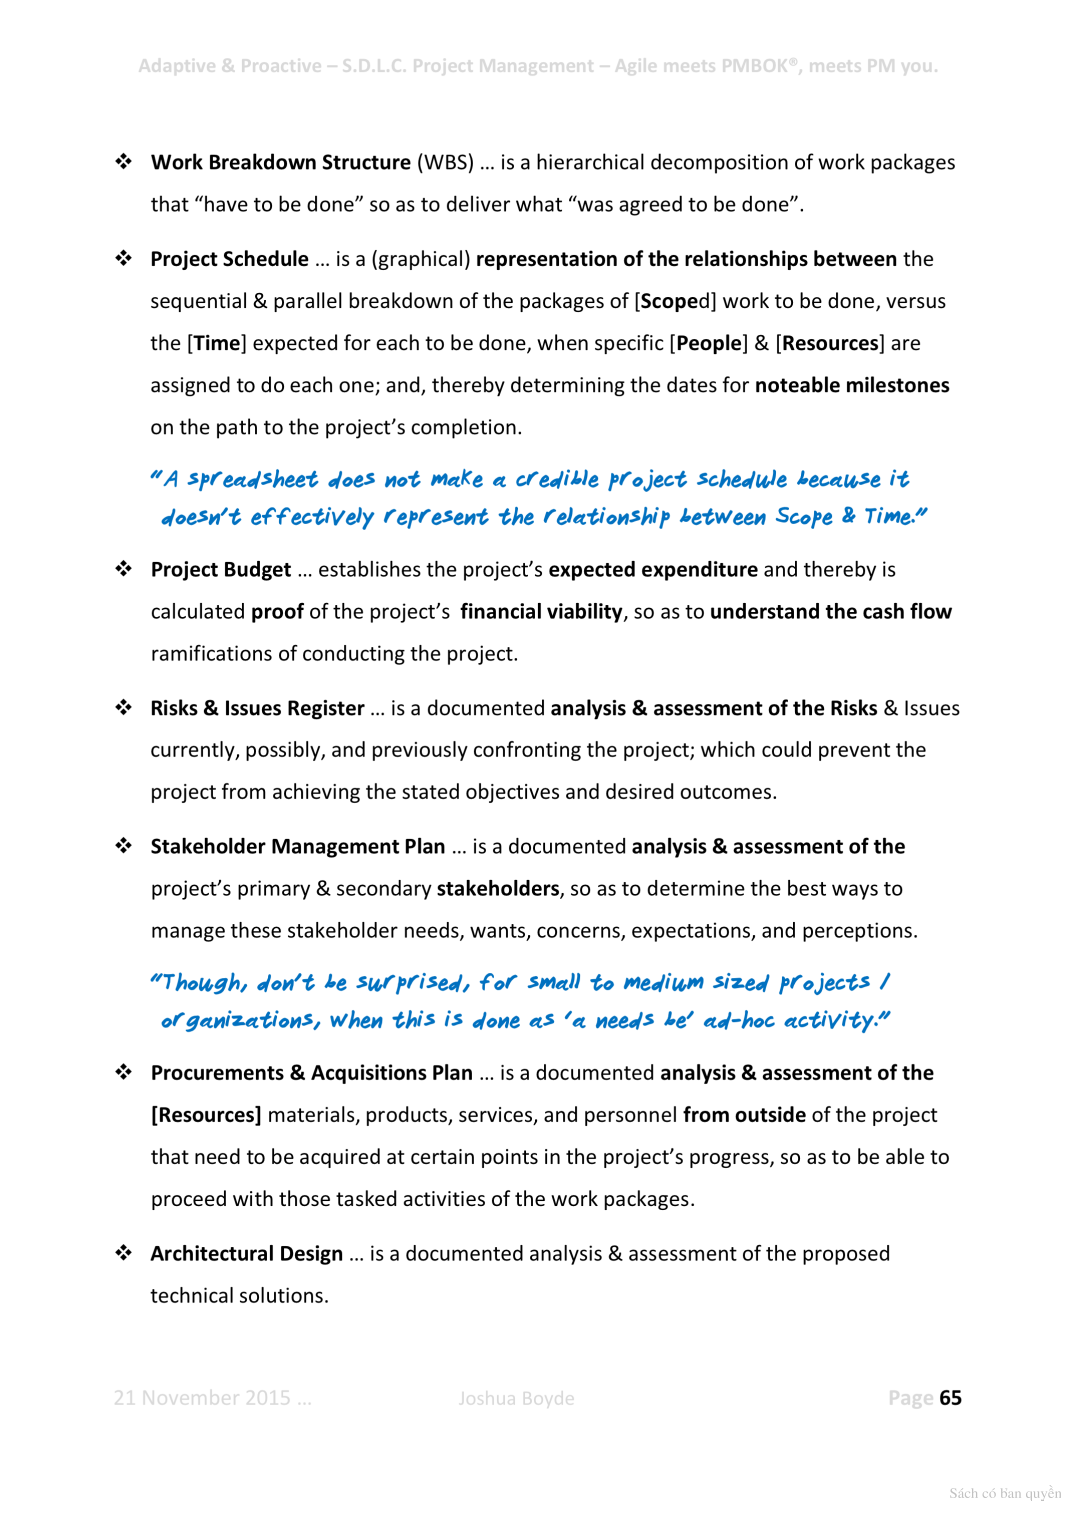 Adaptive & Proactive – S.D.L.C. Project Management – Agile meets PMBOK®, meets PM you.
❖ Work Breakdown Structure (WBS) … is a hierarchical decomposition of work packages
that “have to be done” so as to deliver what “was agreed to be done”.
❖ Project Schedule … is a (graphical) representation of the relationships between the
sequential & parallel breakdown of the packages of [Scoped] work to be done, versus
the [Time] expected for each to be done, when specific [People] & [Resources] are
assigned to do each one; and, thereby determining the dates for noteable milestones
on the path to the project’s completion.
“A spreadsheet does not make a credible project schedule because it
doesn’t effectively represent the relationship between Scope & Time.”
❖ Project Budget … establishes the project’s expected expenditure and thereby is
calculated proof of the project’s financial viability, so as to understand the cash flow
ramifications of conducting the project.
❖ Risks & Issues Register … is a documented analysis & assessment of the Risks & Issues
currently, possibly, and previously confronting the project; which could prevent the
project from achieving the stated objectives and desired outcomes.
❖ Stakeholder Management Plan … is a documented analysis & assessment of the
project’s primary & secondary stakeholders, so as to determine the best ways to
manage these stakeholder needs, wants, concerns, expectations, and perceptions.
“Though, don’t be surprised, for small to medium sized projects /
organizations, when this is done as ‘a needs be’ ad-hoc activity.”
❖ Procurements & Acquisitions Plan … is a documented analysis & assessment of the
[Resources] materials, products, services, and personnel from outside of the project
that need to be acquired at certain points in the project’s progress, so as to be able to
proceed with those tasked activities of the work packages.
❖ Architectural Design … is a documented analysis & assessment of the proposed
technical solutions.
21 November 2015 … Joshua Boyde Page 65
Sách có bản quyền